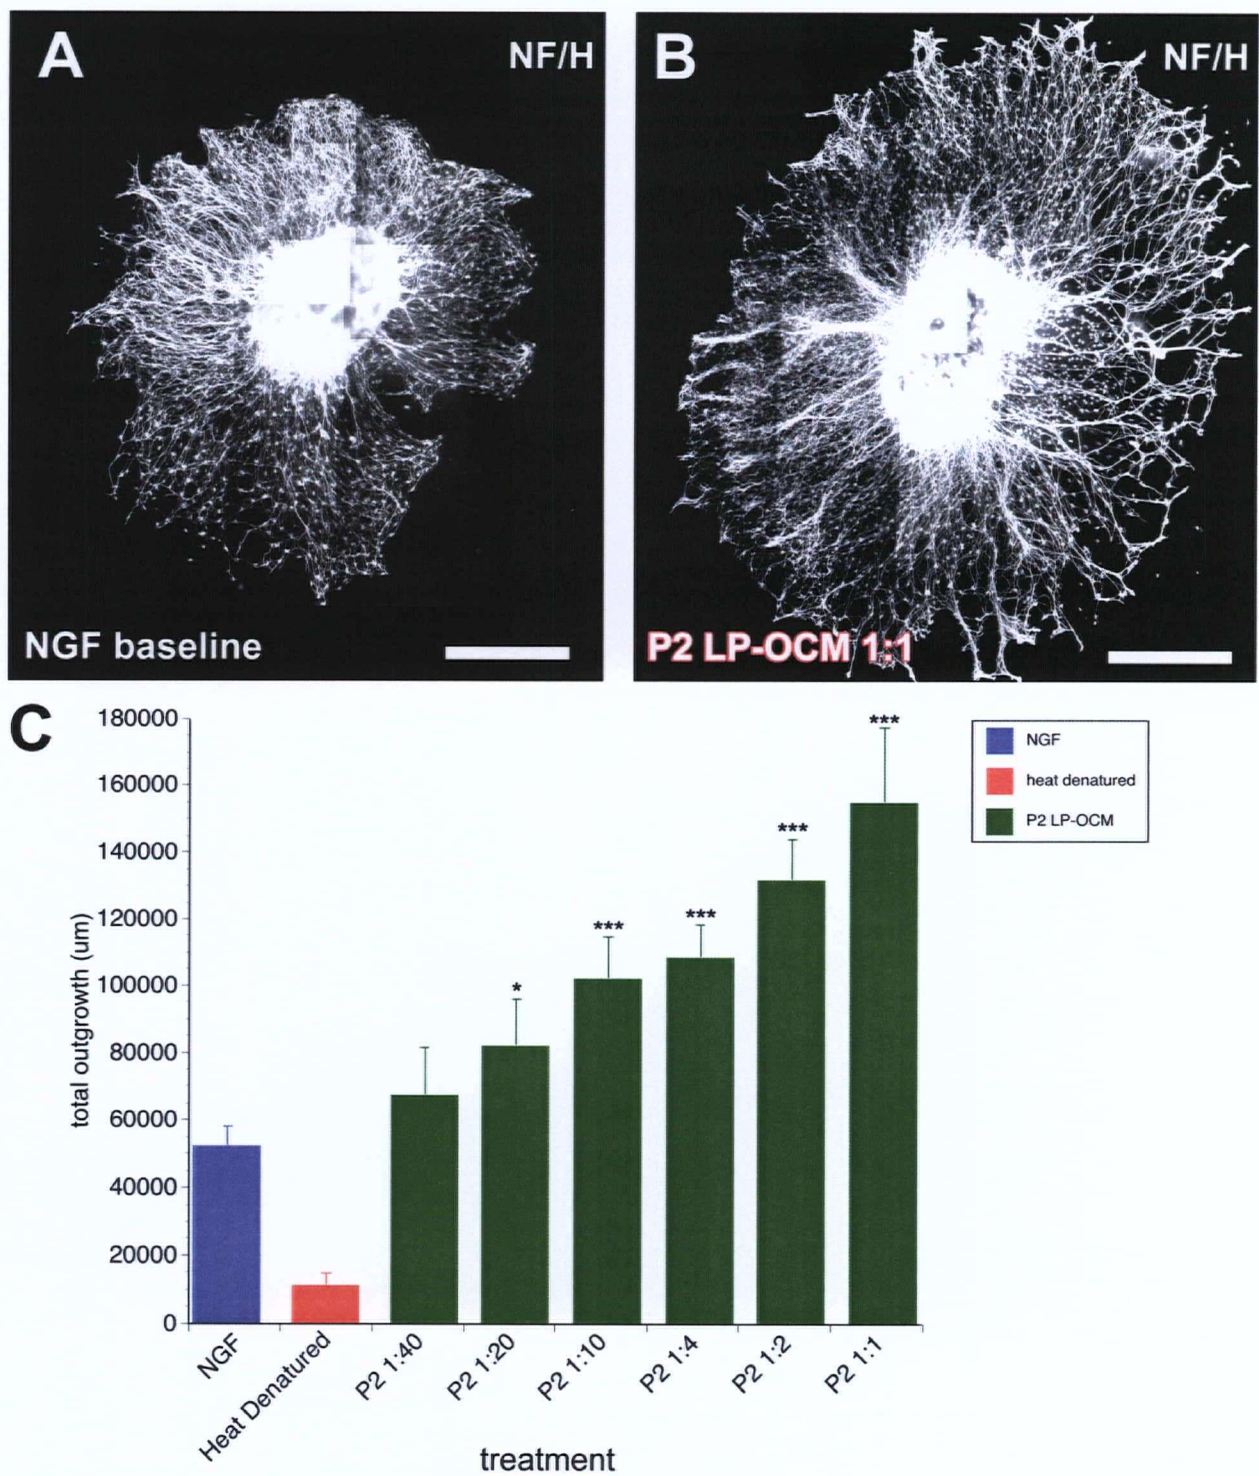 A
NF/H
NGF baseline
B
NF/H
P2 LP-OCM 1:1
C
180000
160000
140000
120000
100000
80000
60000
40000
20000
0
total outgrowth (um)
*
***
***
***
***
NGF
Heat Denatured
P2 1:40
P2 1:20
P2 1:10
P2 1:4
P2 1:2
P2 1:1
treatment
NGF
heat denatured
P2 LP-OCM